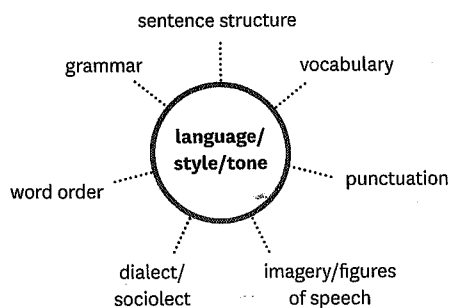 sentence structure
grammar
vocabulary
language/
style/tone
word order
punctuation
dialect/
sociolect
imagery/figures
of speech